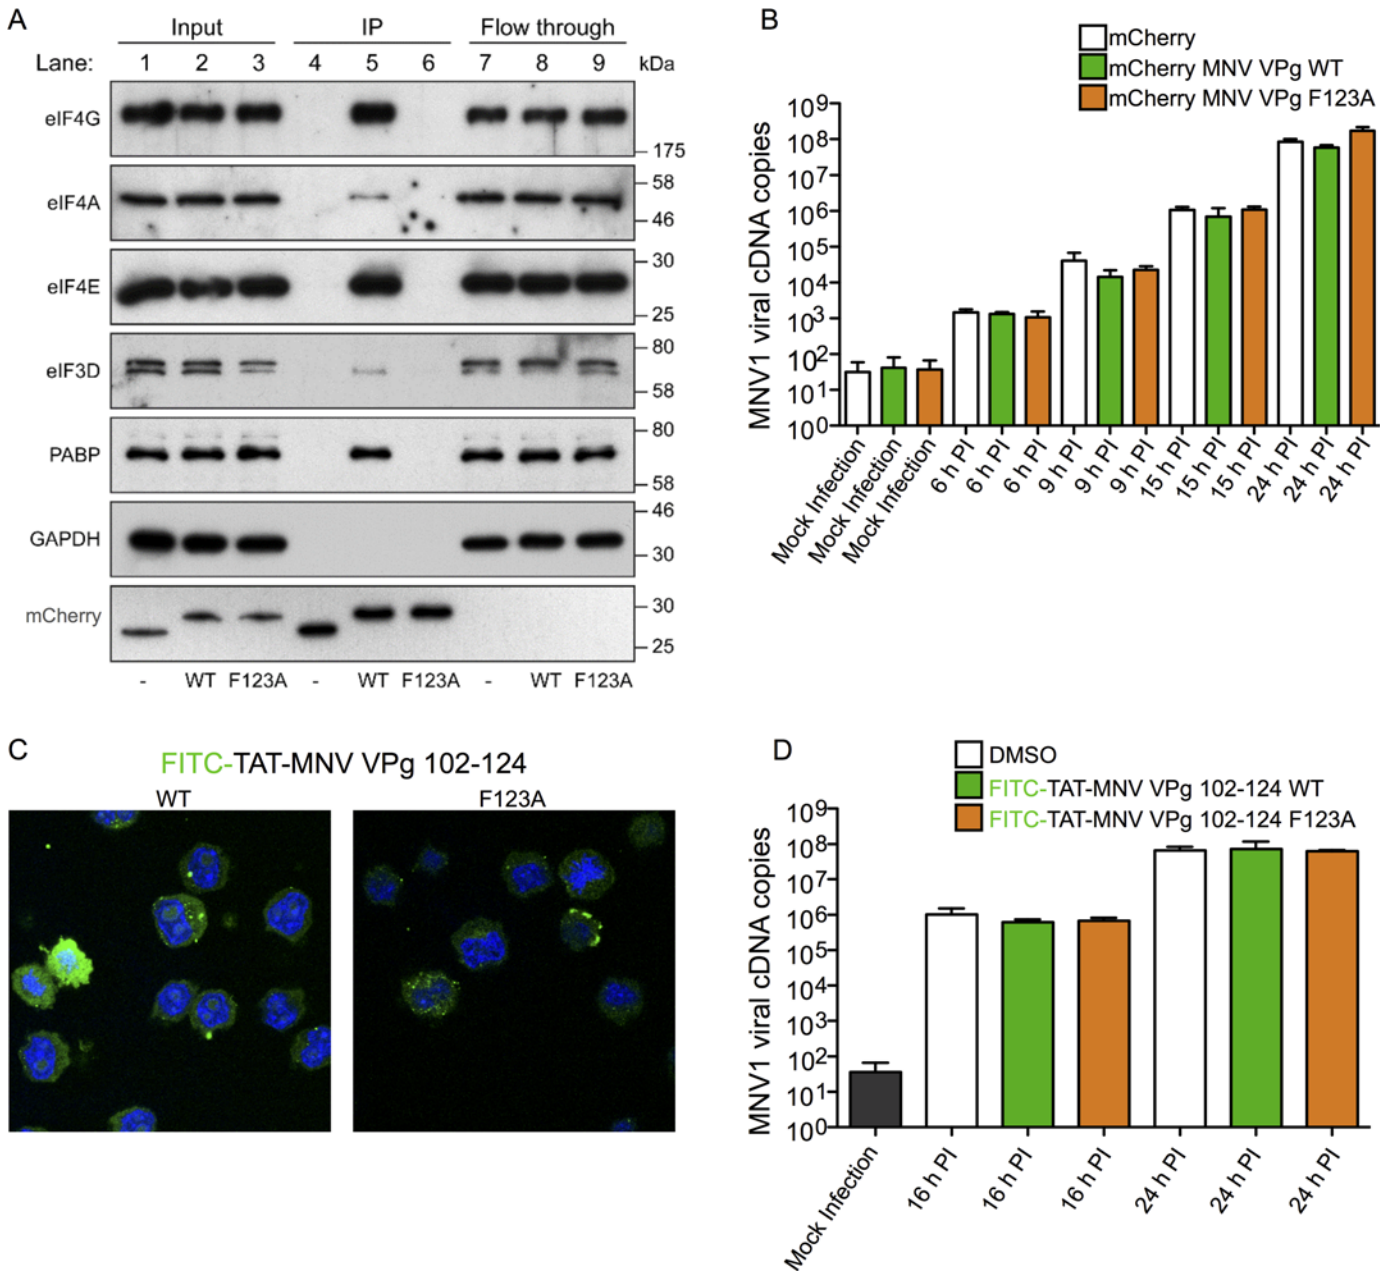 A
Input IP Flow through
Lane: 1 2 3 4 5 6 7 8 9 kDa
eIF4G
175
eIF4A
58
46
eIF4E
30
25
eIF3D
80
58
PABP
80
58
GAPDH
46
30
mCherry
30
25
- WT F123A - WT F123A - WT F123A
B
mCherry
mCherry MNV VPg WT
mCherry MNV VPg F123A
MNV1 viral cDNA copies
10⁹
10⁸
10⁷
10⁶
10⁵
10⁴
10³
10²
10¹
10⁰
Mock Infection
Mock Infection
Mock Infection
6 h PI
6 h PI
6 h PI
9 h PI
9 h PI
9 h PI
15 h PI
15 h PI
15 h PI
24 h PI
24 h PI
24 h PI
C
FITC-TAT-MNV VPg 102-124
WT F123A
D
DMSO
FITC-TAT-MNV VPg 102-124 WT
FITC-TAT-MNV VPg 102-124 F123A
MNV1 viral cDNA copies
10⁹
10⁸
10⁷
10⁶
10⁵
10⁴
10³
10²
10¹
10⁰
Mock Infection
16 h PI
16 h PI
16 h PI
24 h PI
24 h PI
24 h PI